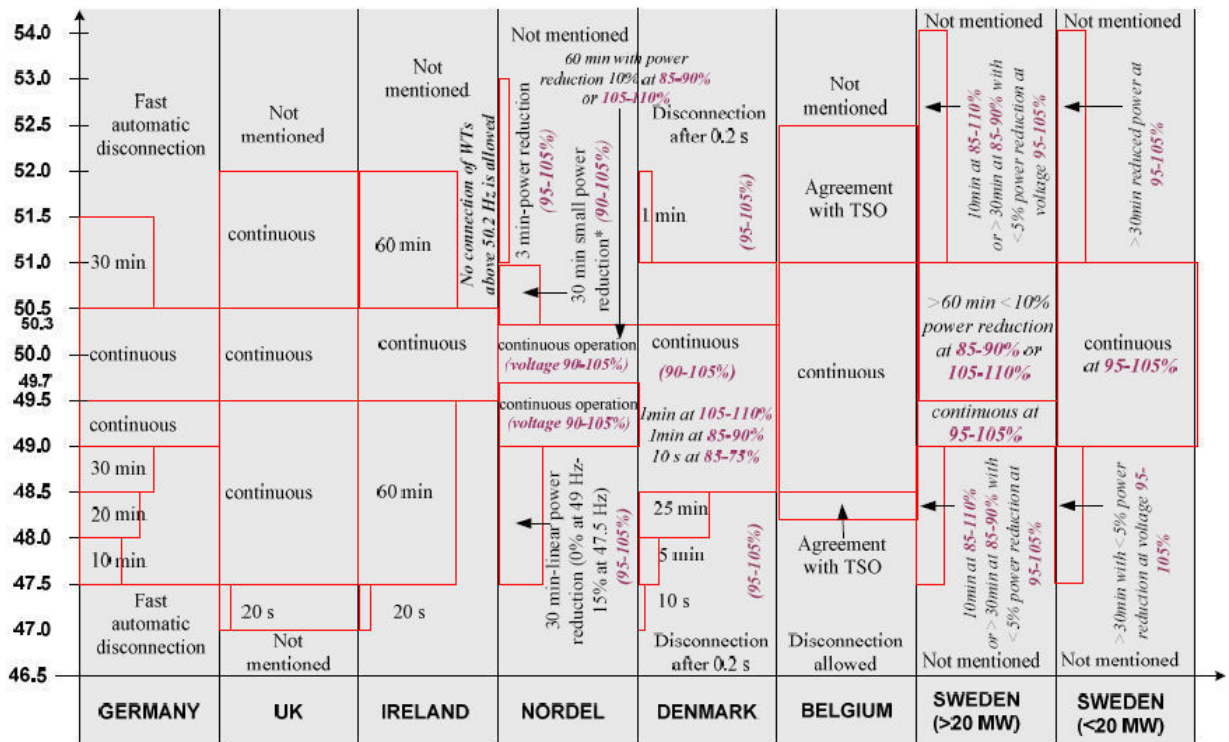 54.0
53.5
53.0
52.5
52.0
51.5
51.0
50.5
50.3
50.0
49.7
49.5
49.0
48.5
48.0
47.5
47.0
46.5
Fast
automatic
disconnection
30 min
continuous
continuous
30 min
20 min
10 min
Fast
automatic
disconnection
GERMANY
Not
mentioned
continuous
continuous
continuous
20 s
Not
mentioned
UK
Not
mentioned
60 min
No connection of WTs
above 50.2 Hz is allowed
continuous
60 min
20 s
IRELAND
Not mentioned
60 min with power
reduction 10% at 85-90%
or 105-110%
3 min-power reduction
(95-105%)
30 min small power
reduction* (90-105%)
continuous operation
(voltage 90-105%)
continuous operation
(voltage 90-105%)
30 min-linear power
reduction (0% at 49 Hz-
15% at 47.5 Hz)
(95-105%)
NORDEL
Disconnection
after 0.2 s
1 min
(95-105%)
continuous
(90-105%)
1min at 105-110%
1min at 85-90%
10 s at 85-75%
25 min
5 min
(95-105%)
10 s
Disconnection
after 0.2 s
DENMARK
Not
mentioned
Agreement
with TSO
continuous
Agreement
with TSO
Disconnection
allowed
BELGIUM
Not mentioned
10min at 85-110%
or >30min at 85-90% with
<5% power reduction at
voltage 95-105%
>60 min <10%
power reduction
at 85-90% or
105-110%
continuous at
95-105%
10min at 85-110%
or >30min at 85-90% with
<5% power reduction at
95-105%
Not mentioned
SWEDEN
(>20 MW)
Not mentioned
>30min reduced power at
95-105%
continuous
at 95-105%
>30min with <5% power
reduction at voltage 95-
105%
Not mentioned
SWEDEN
(<20 MW)